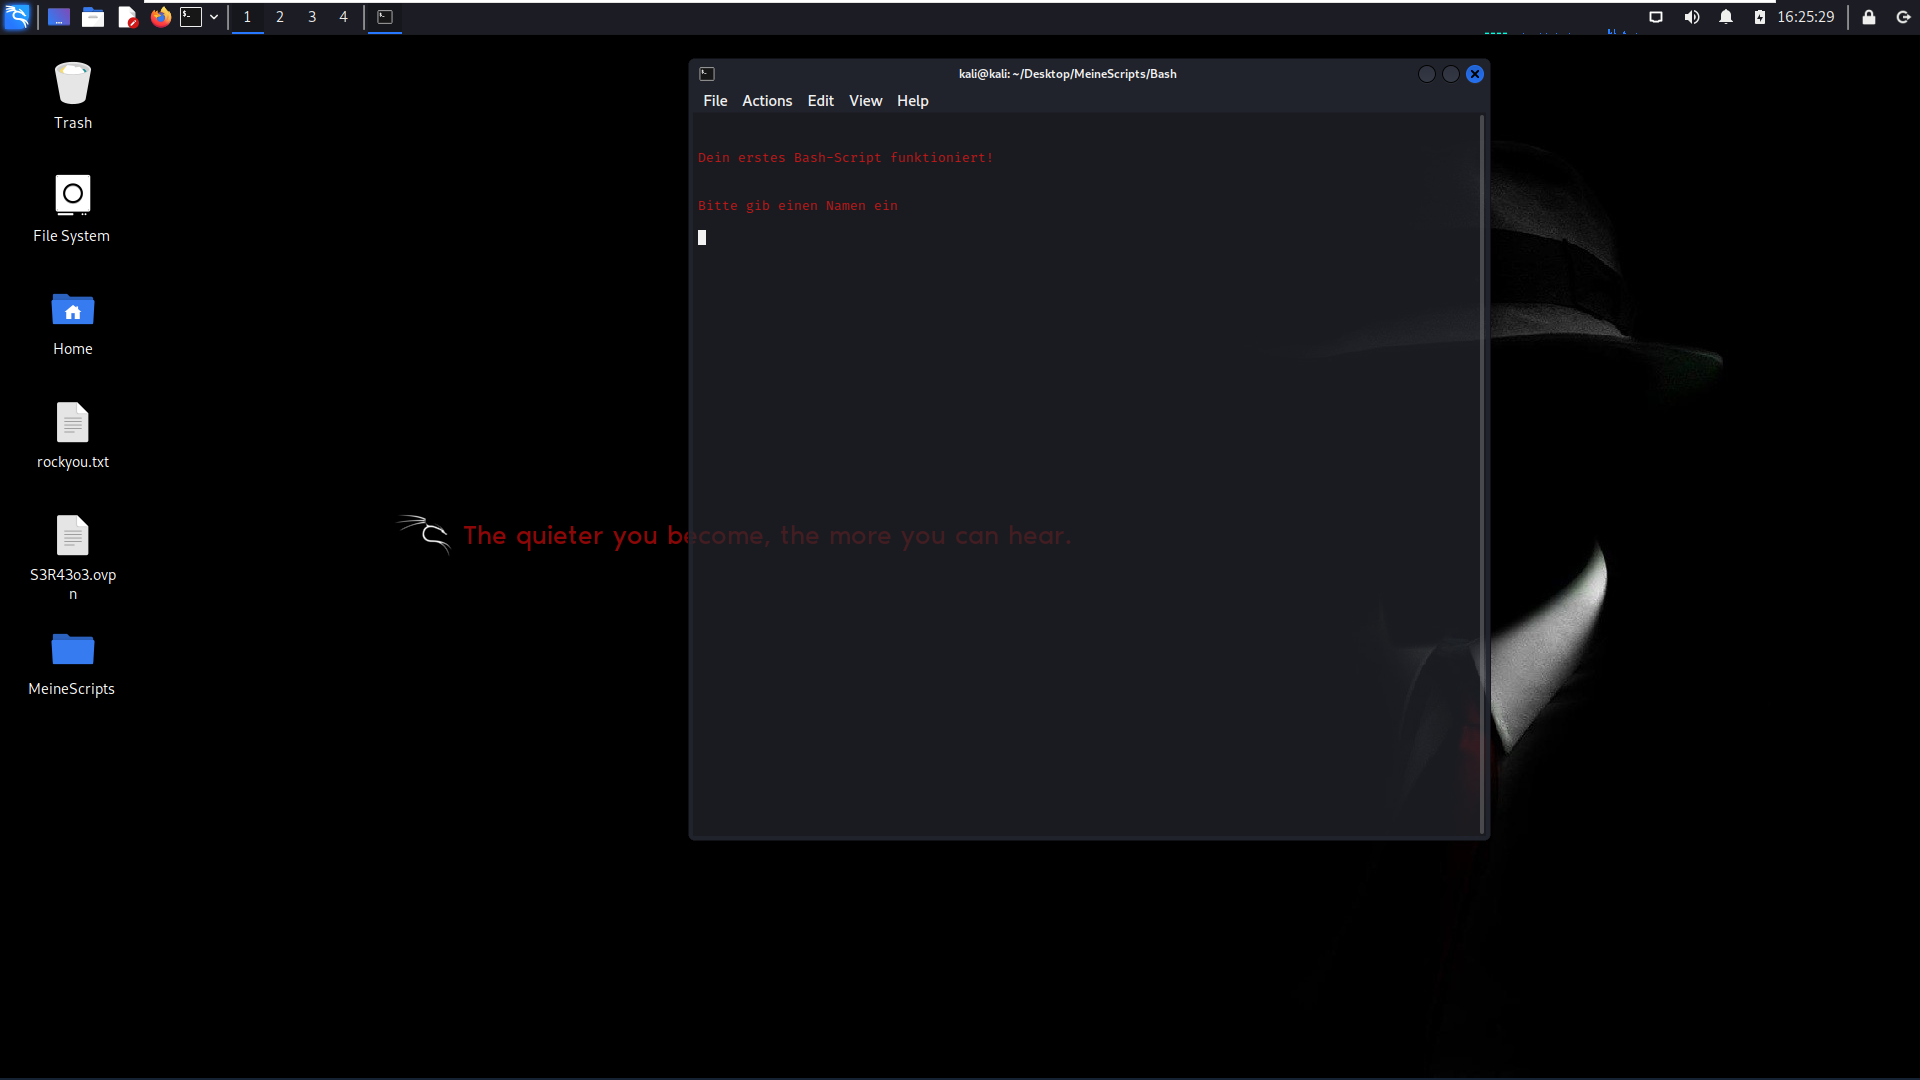 1 2 3 4
16:25:29
Trash
File System
Home
rockyou.txt
S3R43o3.ovp
n
MeineScripts
kali@kali: ~/Desktop/MeineScripts/Bash
File Actions Edit View Help
Dein erstes Bash-Script funktioniert!
Bitte gib einen Namen ein
The quieter you become, the more you can hear.